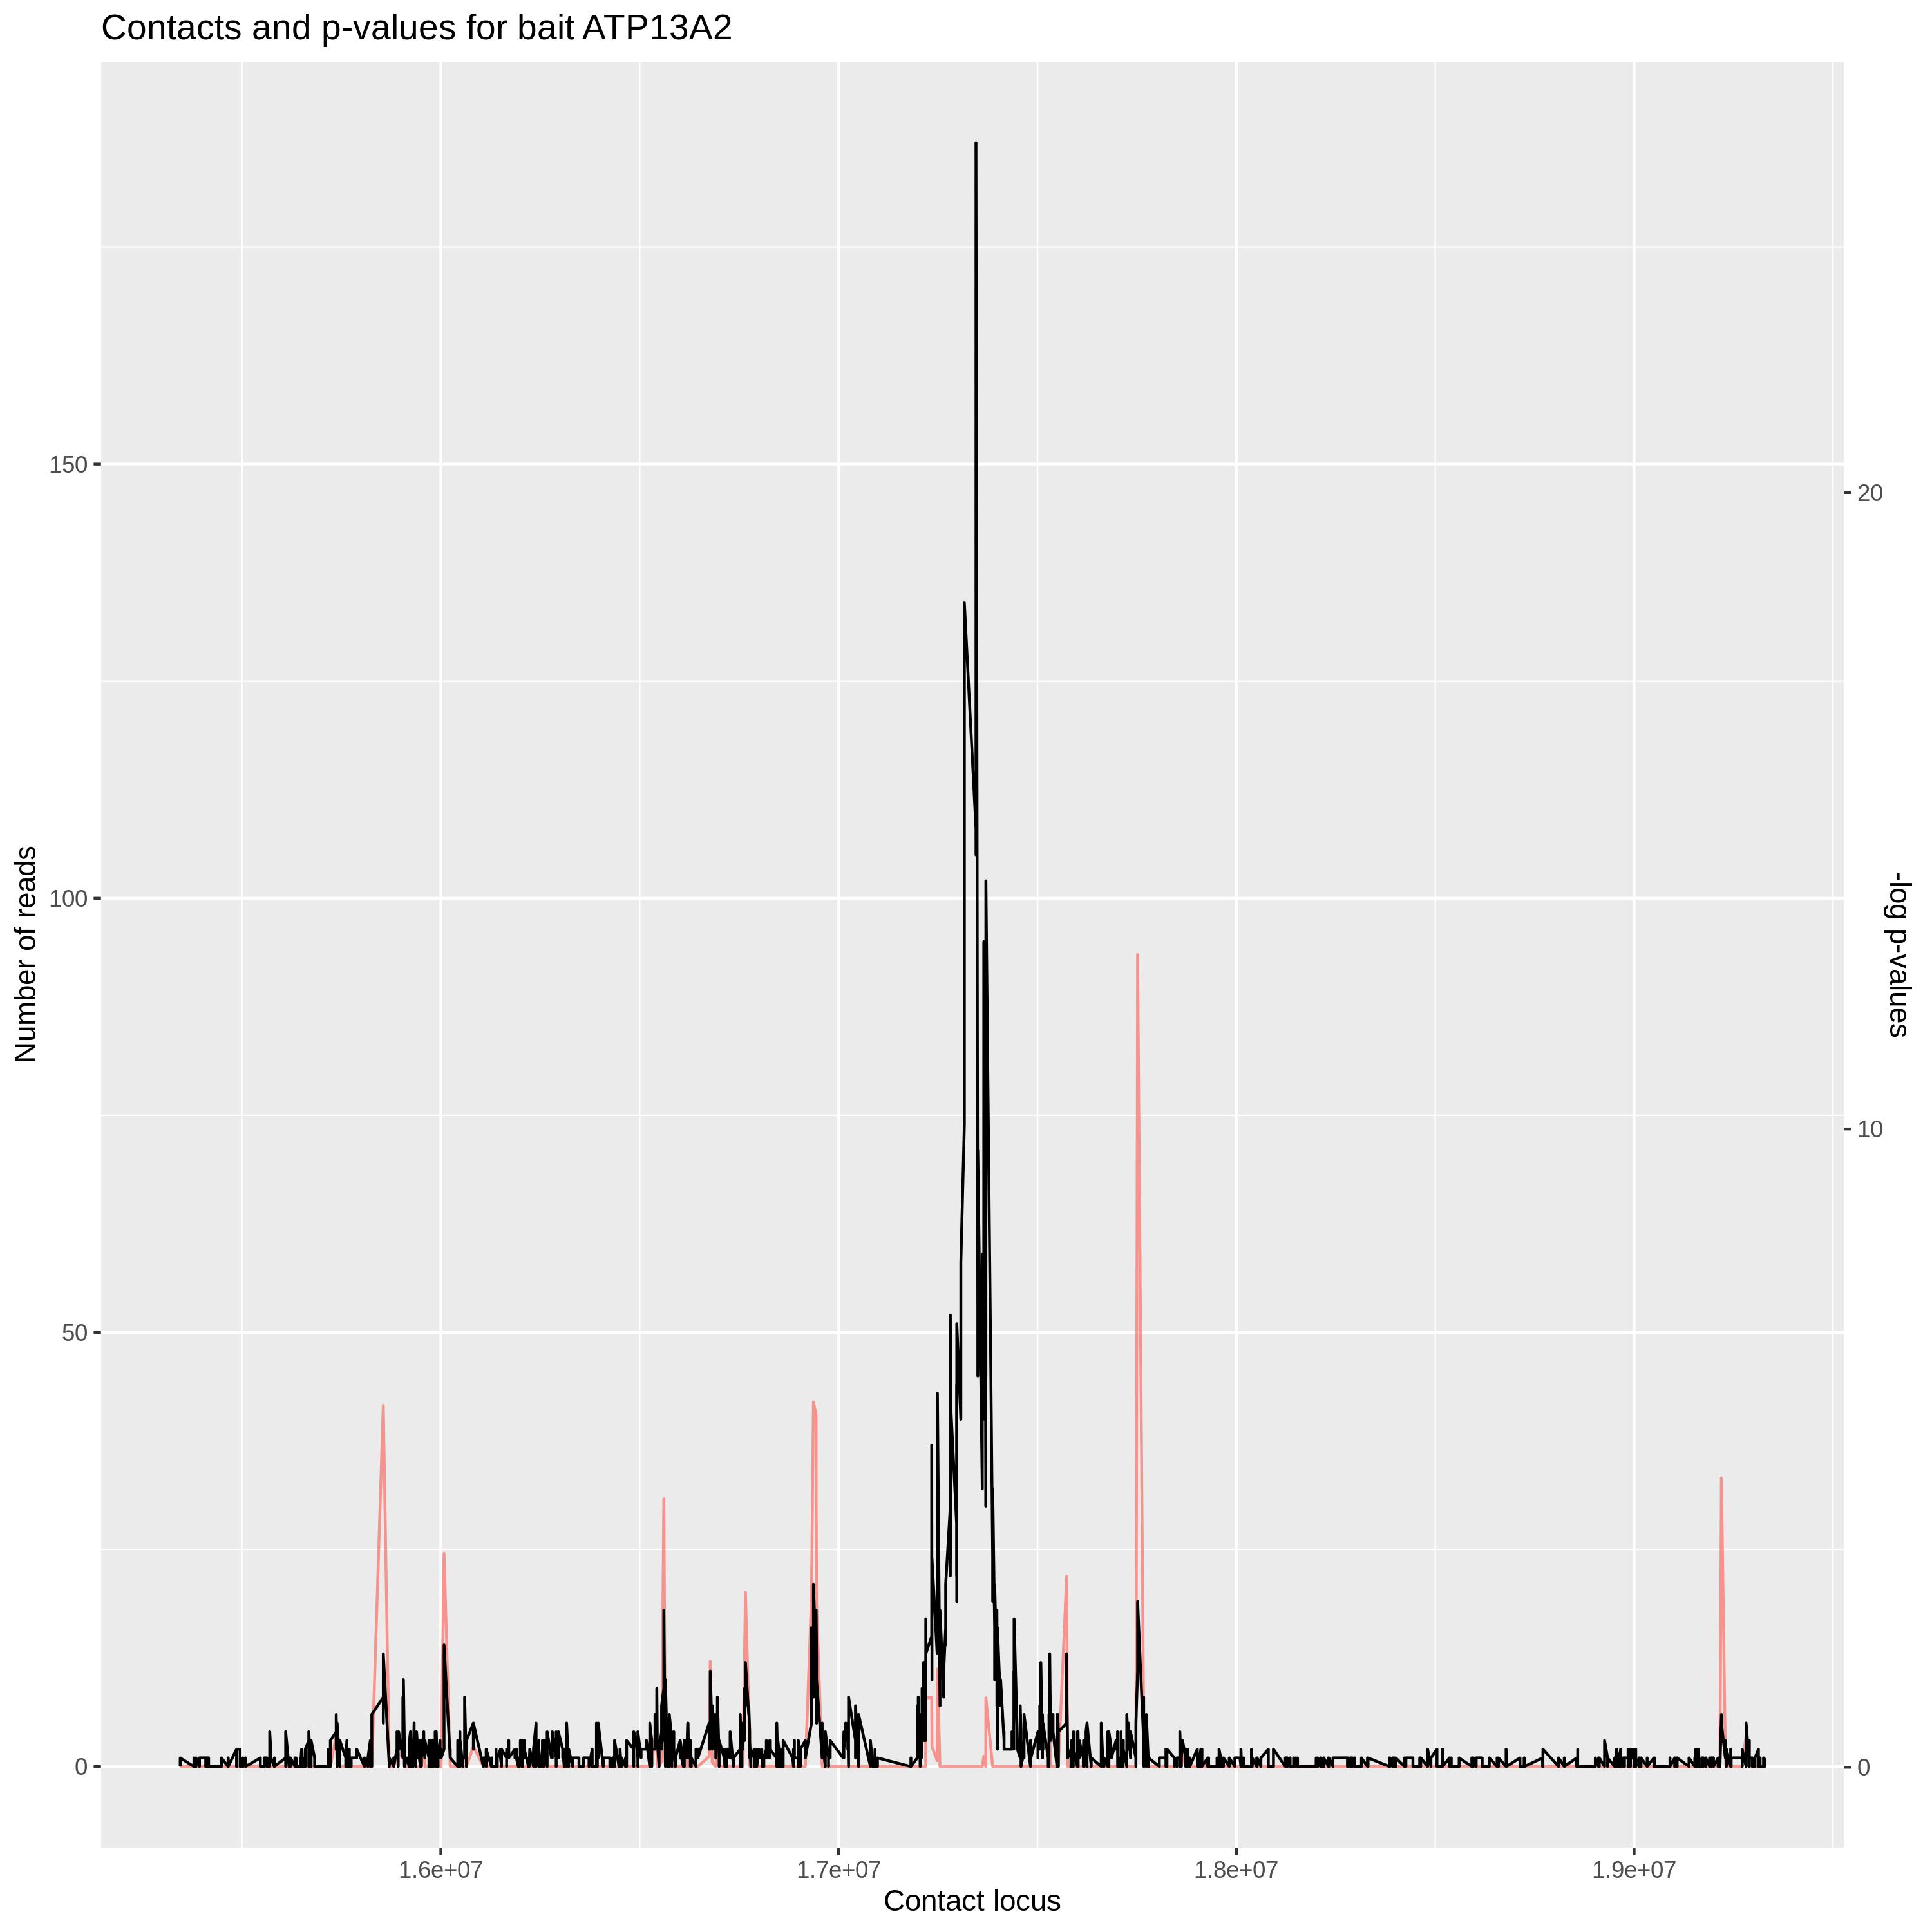 Contacts and p-values for bait ATP13A2
Number of reads
150
100
50
0
20
10
0
-log p-values
1.6e+07
1.7e+07
1.8e+07
1.9e+07
Contact locus